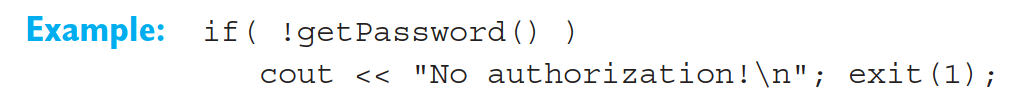 Example: if( !getPassword() )
cout << "No authorization!\n"; exit(1);